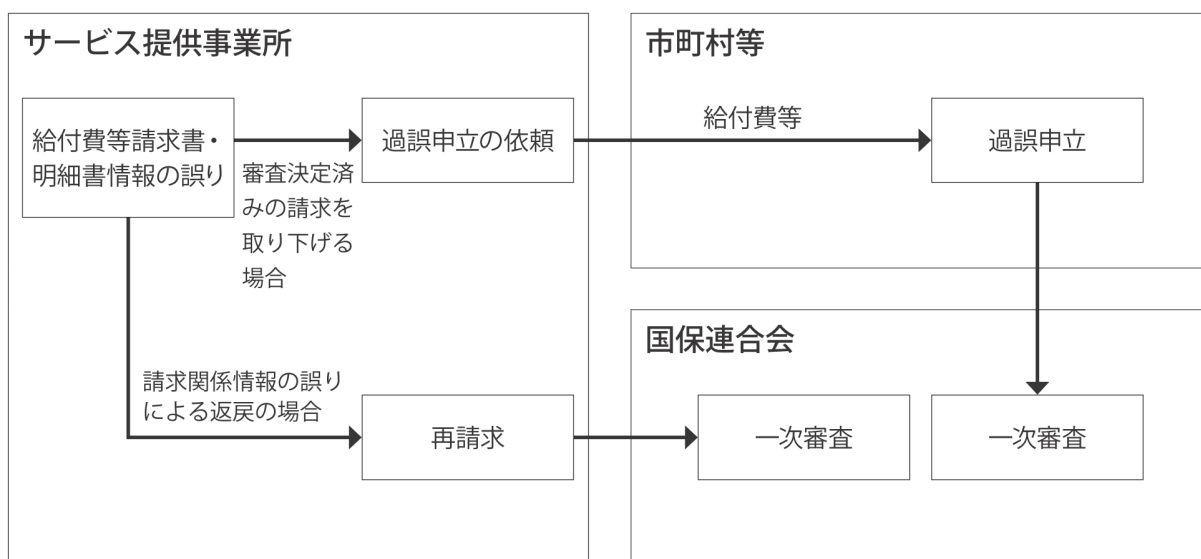 サービス提供事業所
給付費等請求書・
明細書情報の誤り
審査決定済
みの請求を
取り下げる
場合
過誤申立の依頼
請求関係情報の誤り
による返戻の場合
再請求
市町村等
給付費等
過誤申立
国保連合会
一次審査
一次審査